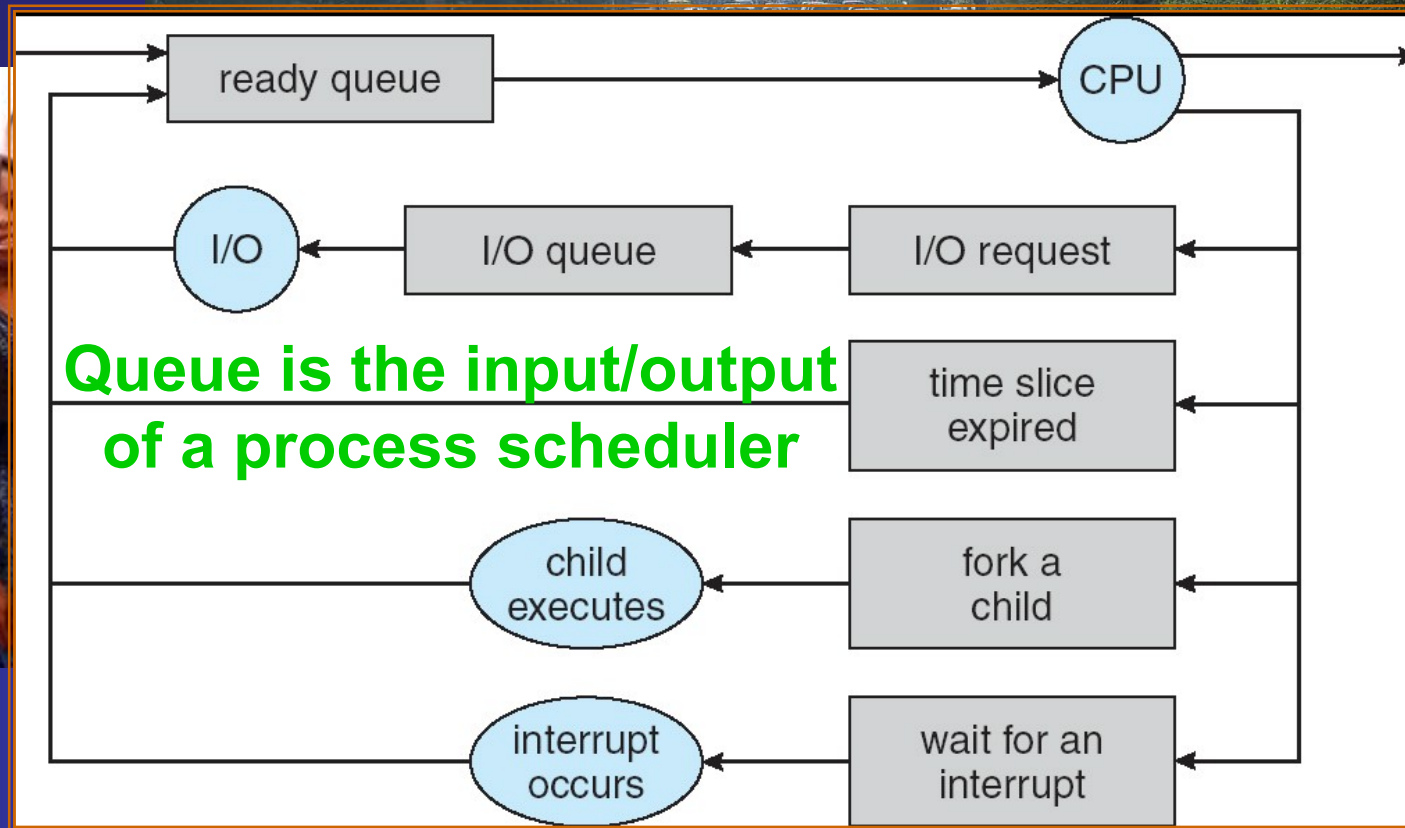 ready queue
CPU
I/O
I/O queue
I/O request
Queue is the input/output
of a process scheduler
time slice
expired
child
executes
fork a
child
interrupt
occurs
wait for an
interrupt